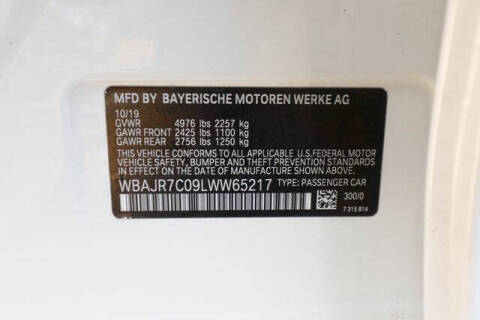 MFD BY BAYERISCHE MOTOREN WERKE AG
10/19
GVWR 4976 lbs 2257 kg
GAWR FRONT 2425 lbs 1100 kg
GAWR REAR 2756 lbs 1250 kg
THIS VEHICLE CONFORMS TO ALL APPLICABLE U.S.FEDERAL MOTOR
VEHICLE SAFETY, BUMPER AND THEFT PREVENTION STANDARDS
IN EFFECT ON THE DATE OF MANUFACTURE SHOWN ABOVE.
WBAJR7C09LWW65217 TYPE: PASSENGER CAR
300/0
7 315 814